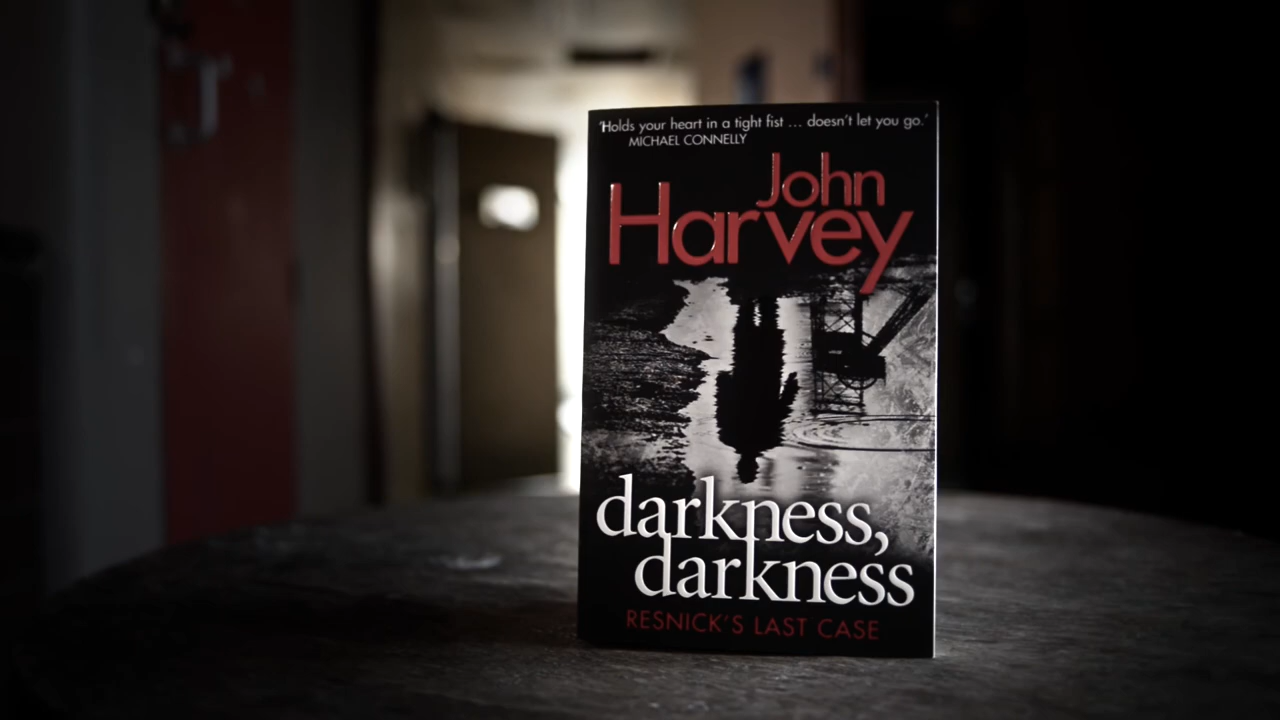 'Holds your heart in a tight fist ... doesn't let you go.'
MICHAEL CONNELLY
John
Harvey
darkness,
darkness
RESNICK'S LAST CASE